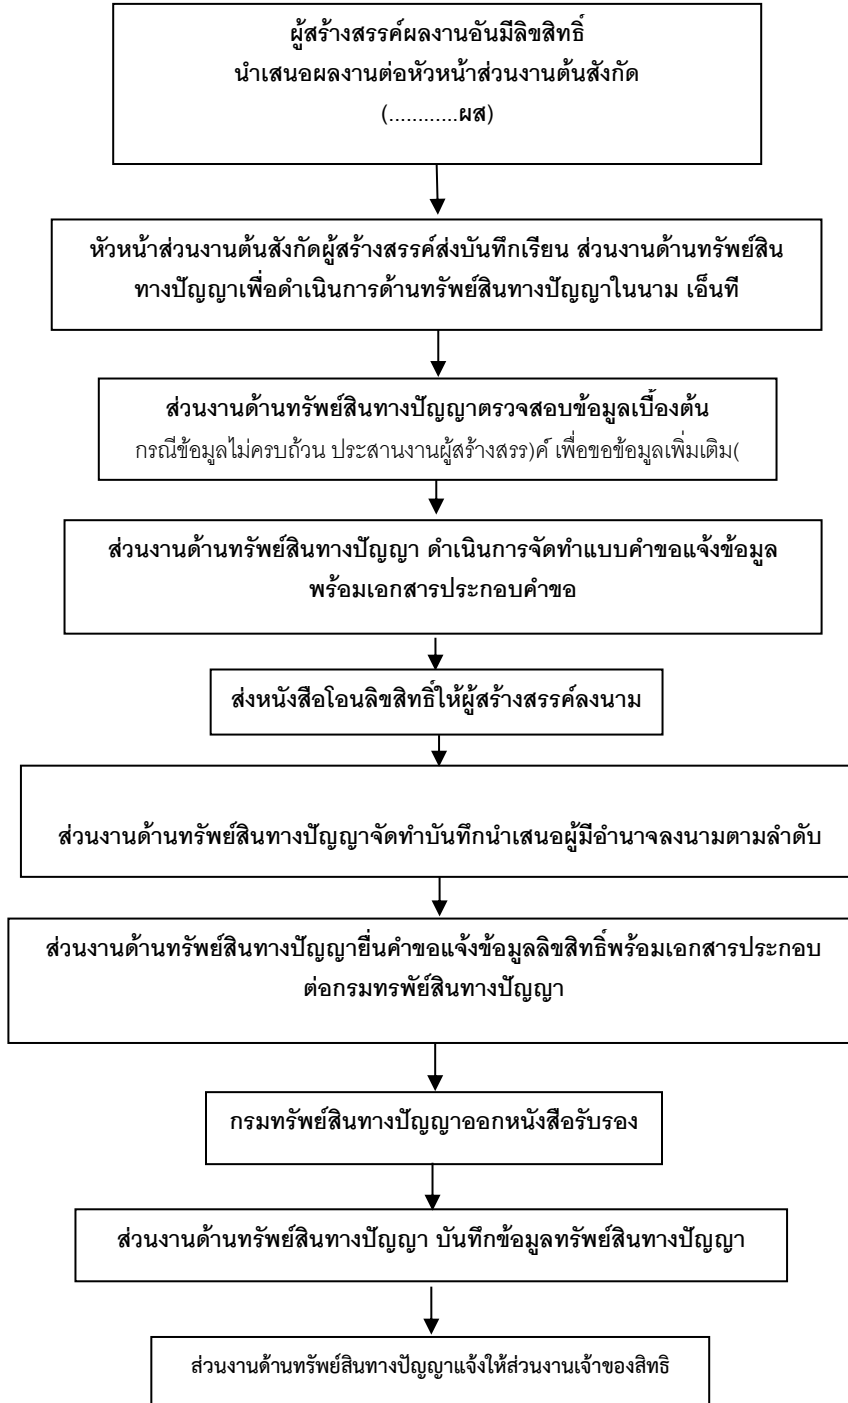 ผู้สร้างสรรค์ผลงานอันมีลิขสิทธิ์
นำเสนอผลงานต่อหัวหน้าส่วนงานต้นสังกัด
(............ผส)
หัวหน้าส่วนงานต้นสังกัดผู้สร้างสรรค์ส่งบันทึกเรียน ส่วนงานด้านทรัพย์สิน
ทางปัญญาเพื่อดำเนินการด้านทรัพย์สินทางปัญญาในนาม เอ็นที
ส่วนงานด้านทรัพย์สินทางปัญญาตรวจสอบข้อมูลเบื้องต้น
กรณีข้อมูลไม่ครบถ้วน ประสานงานผู้สร้างสรร)ค์ เพื่อขอข้อมูลเพิ่มเติม(
ส่วนงานด้านทรัพย์สินทางปัญญา ดำเนินการจัดทำแบบคำขอแจ้งข้อมูล
พร้อมเอกสารประกอบคำขอ
ส่งหนังสือโอนลิขสิทธิ์ให้ผู้สร้างสรรค์ลงนาม
ส่วนงานด้านทรัพย์สินทางปัญญาจัดทำบันทึกนำเสนอผู้มีอำนาจลงนามตามลำดับ
ส่วนงานด้านทรัพย์สินทางปัญญายื่นคำขอแจ้งข้อมูลลิขสิทธิ์พร้อมเอกสารประกอบ
ต่อกรมทรพัย์สินทางปัญญา
กรมทรัพย์สินทางปัญญาออกหนังสือรับรอง
ส่วนงานด้านทรัพย์สินทางปัญญา บันทึกข้อมูลทรัพย์สินทางปัญญา
ส่วนงานด้านทรัพย์สินทางปัญญาแจ้งให้ส่วนงานเจ้าของสิทธิ